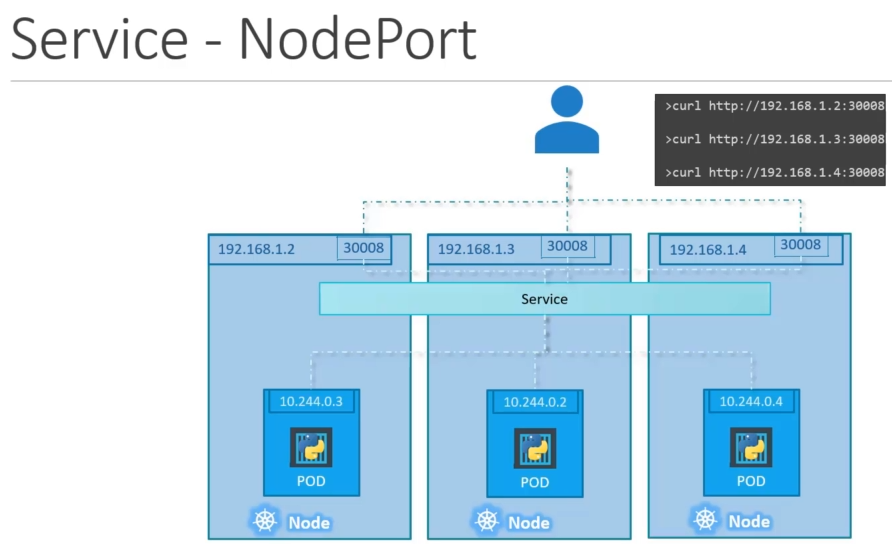 Service - NodePort
>curl http://192.168.1.2:30008
>curl http://192.168.1.3:30008
>curl http://192.168.1.4:30008
192.168.1.2
30008
192.168.1.3
30008
192.168.1.4
30008
Service
10.244.0.3
10.244.0.2
10.244.0.4
POD
POD
POD
Node
Node
Node